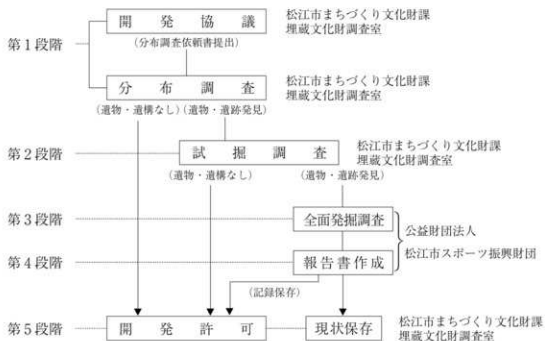 第1段階
開発協議
(分布調査依頼書提出)
松江市まちづくり文化財課
埋蔵文化財調査室
分布調査
松江市まちづくり文化財課
埋蔵文化財調査室
(遺物・遺構なし)
(遺物・遺跡発見)
第2段階
試掘調査
松江市まちづくり文化財課
埋蔵文化財調査室
(遺物・遺構なし)
(遺物・遺跡発見)
第3段階
全面発掘調査
公益財団法人
松江市スポーツ振興財団
第4段階
報告書作成
(記録保存)
第5段階
開発許可
現状保存
松江市まちづくり文化財課
埋蔵文化財調査室